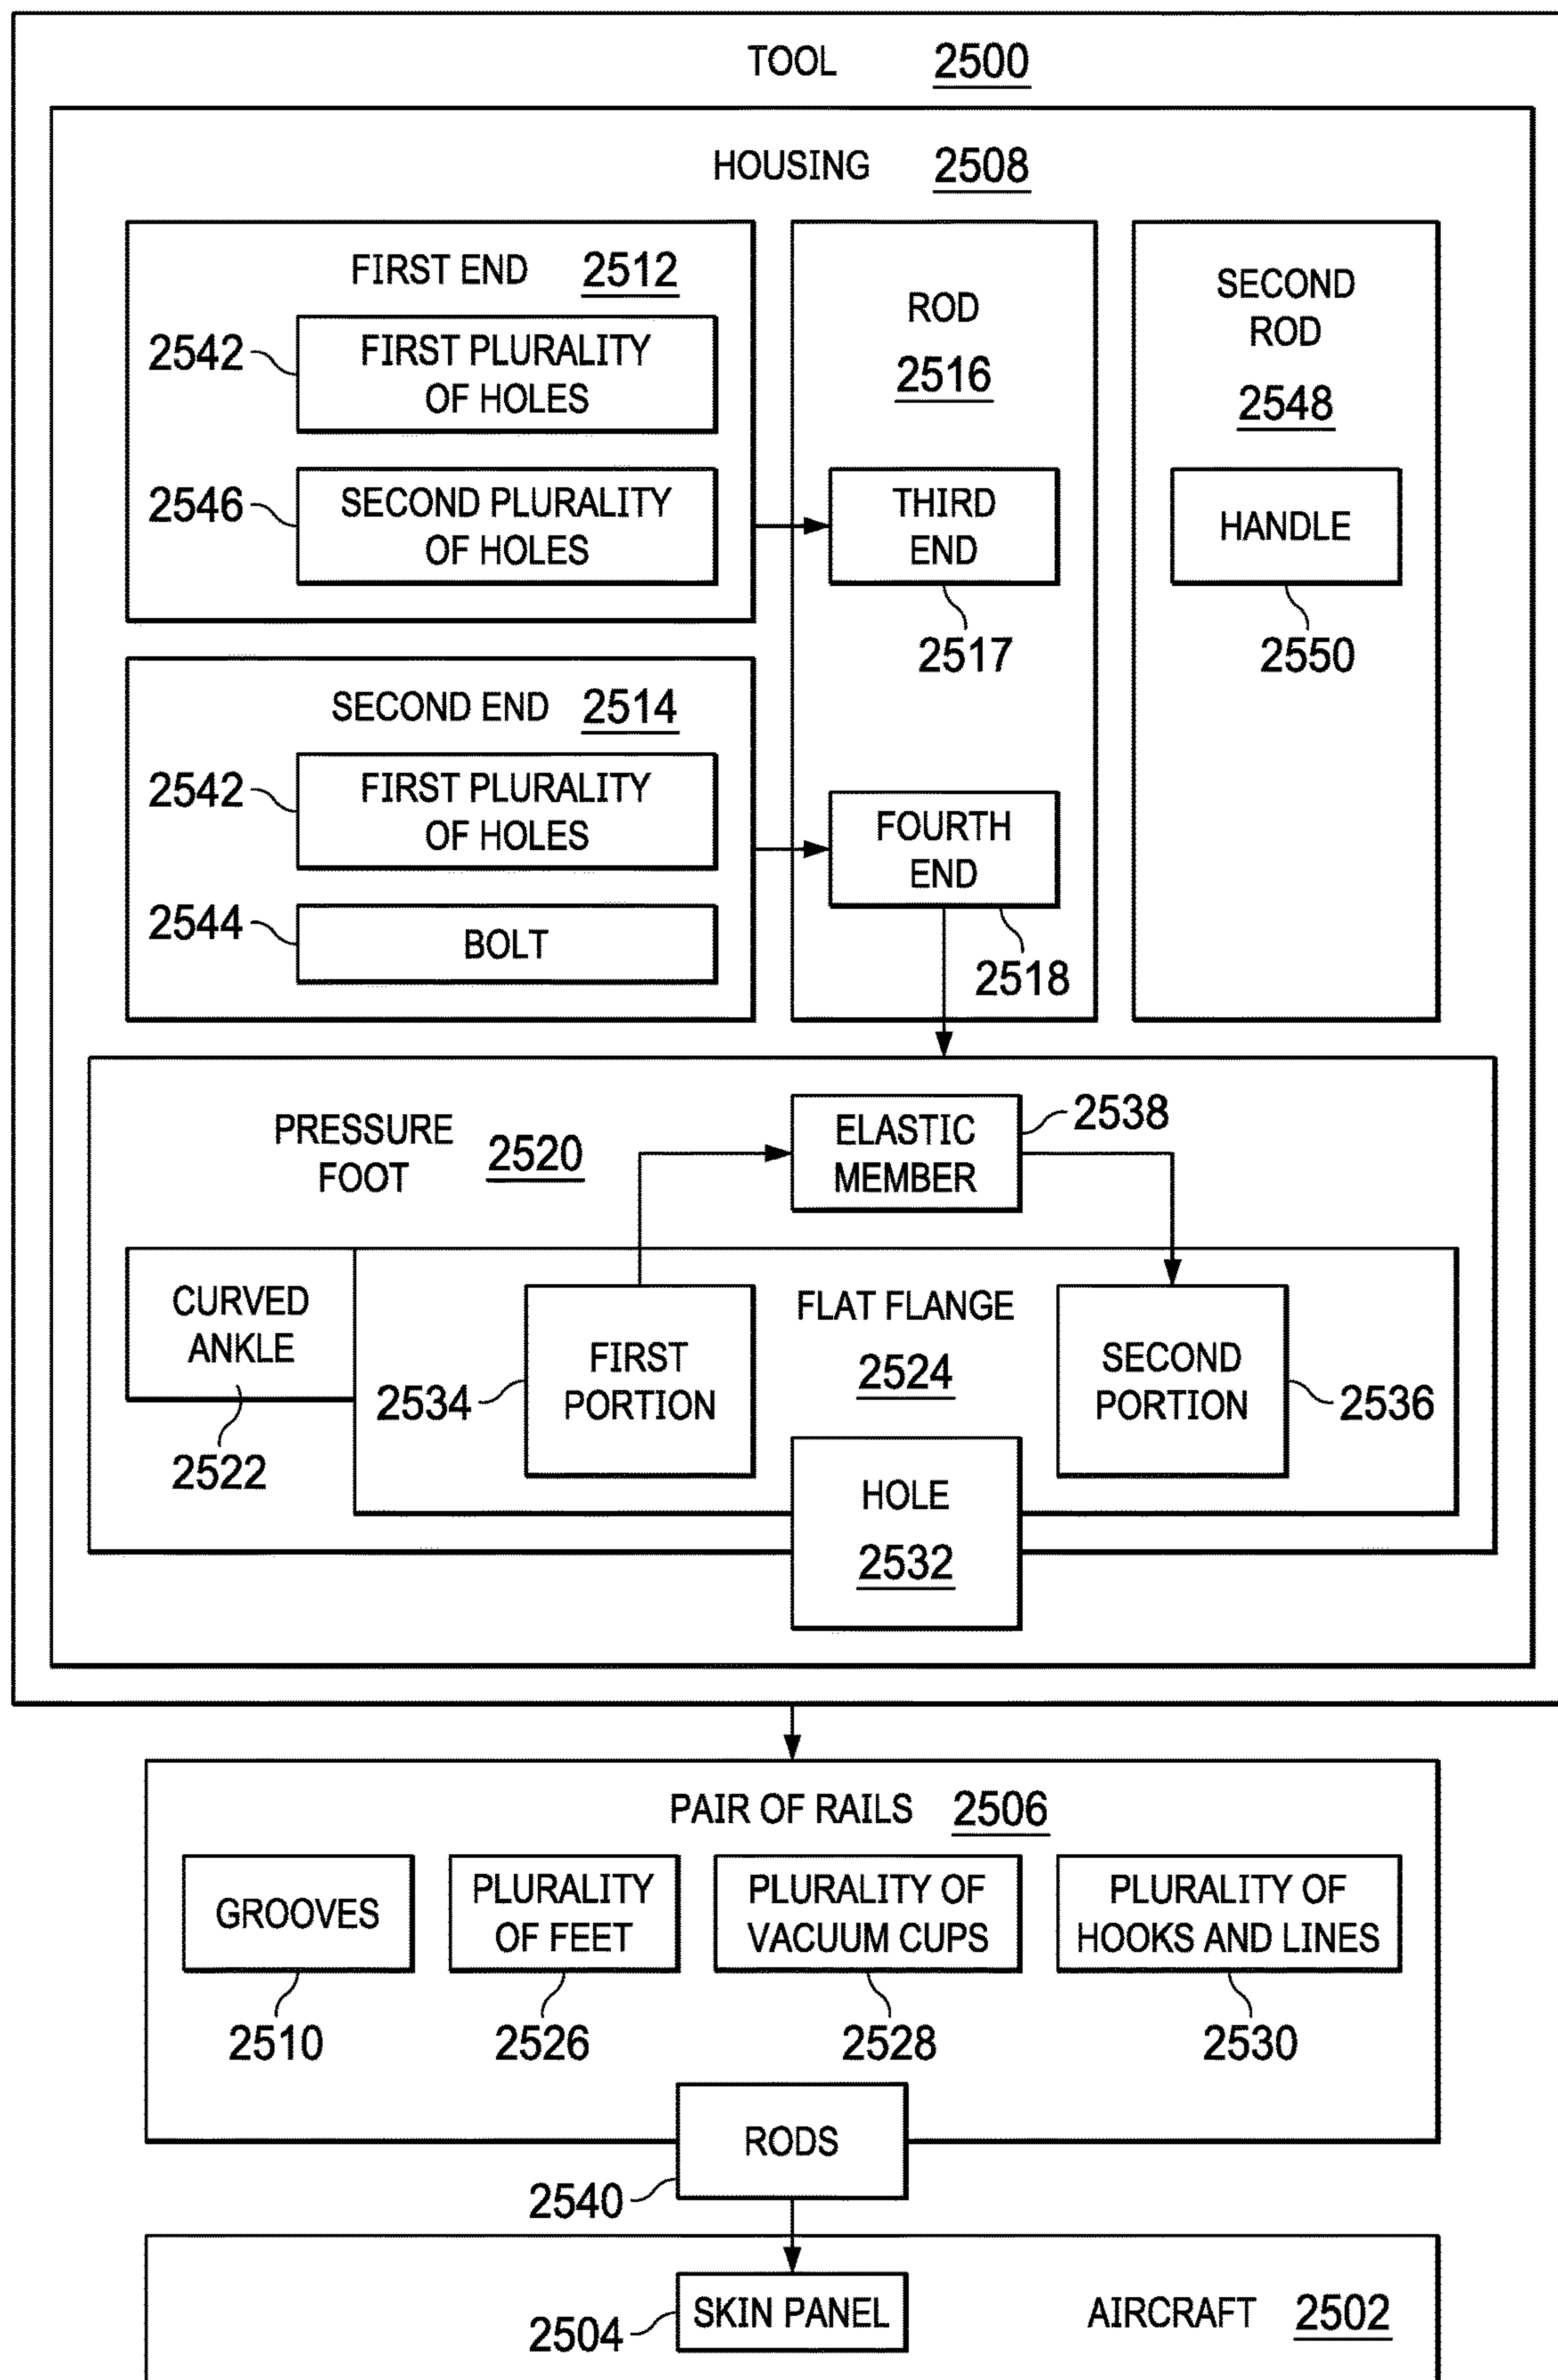 TOOL 2500
HOUSING 2508
FIRST END 2512
2542
FIRST PLURALITY
OF HOLES
2546
SECOND PLURALITY
OF HOLES
ROD
2516
THIRD
END
2517
SECOND
ROD
2548
HANDLE
2550
SECOND END 2514
2542
FIRST PLURALITY
OF HOLES
2544
BOLT
FOURTH
END
2518
PRESSURE
FOOT
2520
ELASTIC
MEMBER
2538
CURVED
ANKLE
2522
FLAT FLANGE
2524
2534
FIRST
PORTION
SECOND
PORTION
2536
HOLE
2532
PAIR OF RAILS 2506
GROOVES
2510
PLURALITY
OF FEET
2526
PLURALITY OF
VACUUM CUPS
2528
PLURALITY OF
HOOKS AND LINES
2530
RODS
2540
SKIN PANEL
2504
AIRCRAFT 2502